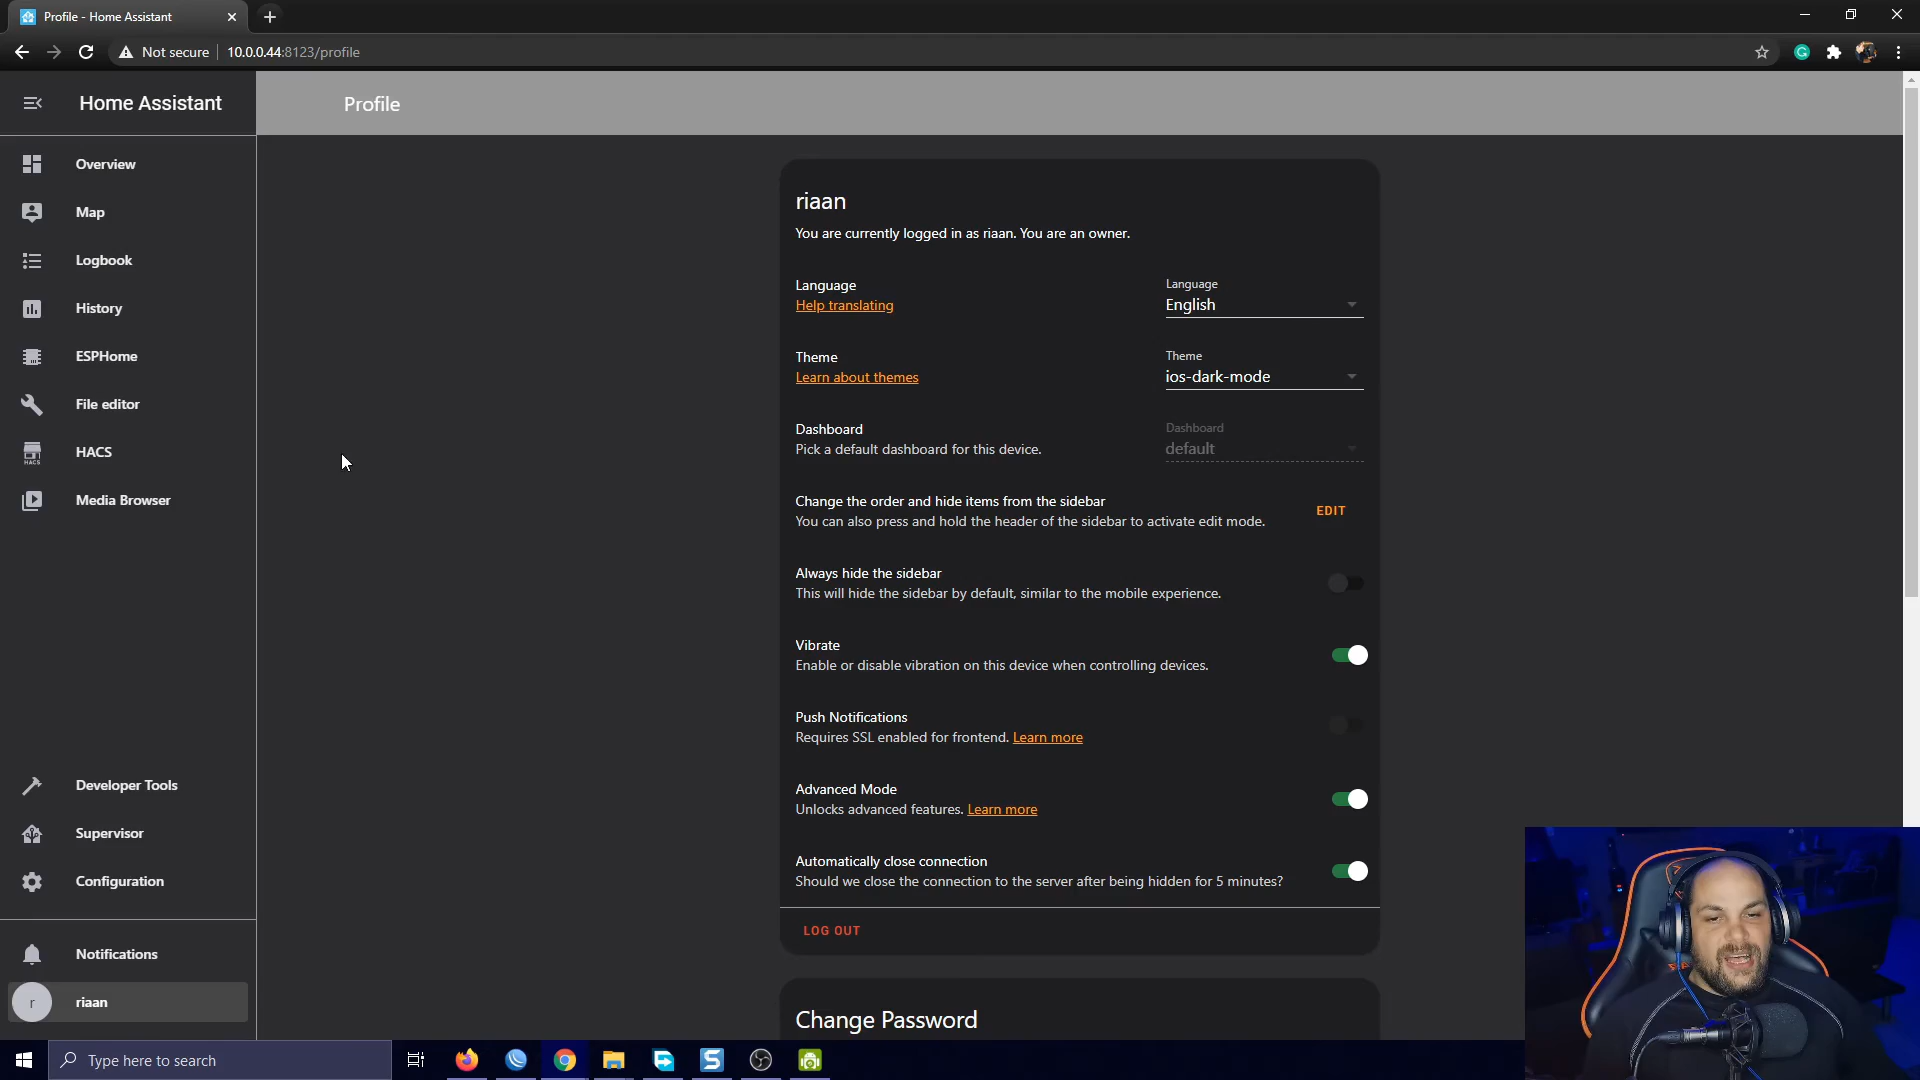 Profile - Home Assistant
Not secure
10.0.0.44:8123/profile
Home Assistant
Profile
Overview
Map
Logbook
History
ESPHome
File editor
HACS
HACS
Media Browser
Developer Tools
Supervisor
Configuration
Notifications
r
riaan
riaan
You are currently logged in as riaan. You are an owner.
Language
Help translating
Language
English
Theme
Learn about themes
Theme
ios-dark-mode
Dashboard
Pick a default dashboard for this device.
Dashboard
default
Change the order and hide items from the sidebar
You can also press and hold the header of the sidebar to activate edit mode.
EDIT
Always hide the sidebar
This will hide the sidebar by default, similar to the mobile experience.
Vibrate
Enable or disable vibration on this device when controlling devices.
Push Notifications
Requires SSL enabled for frontend. Learn more
Advanced Mode
Unlocks advanced features. Learn more
Automatically close connection
Should we close the connection to the server after being hidden for 5 minutes?
LOG OUT
Change Password
Type here to search